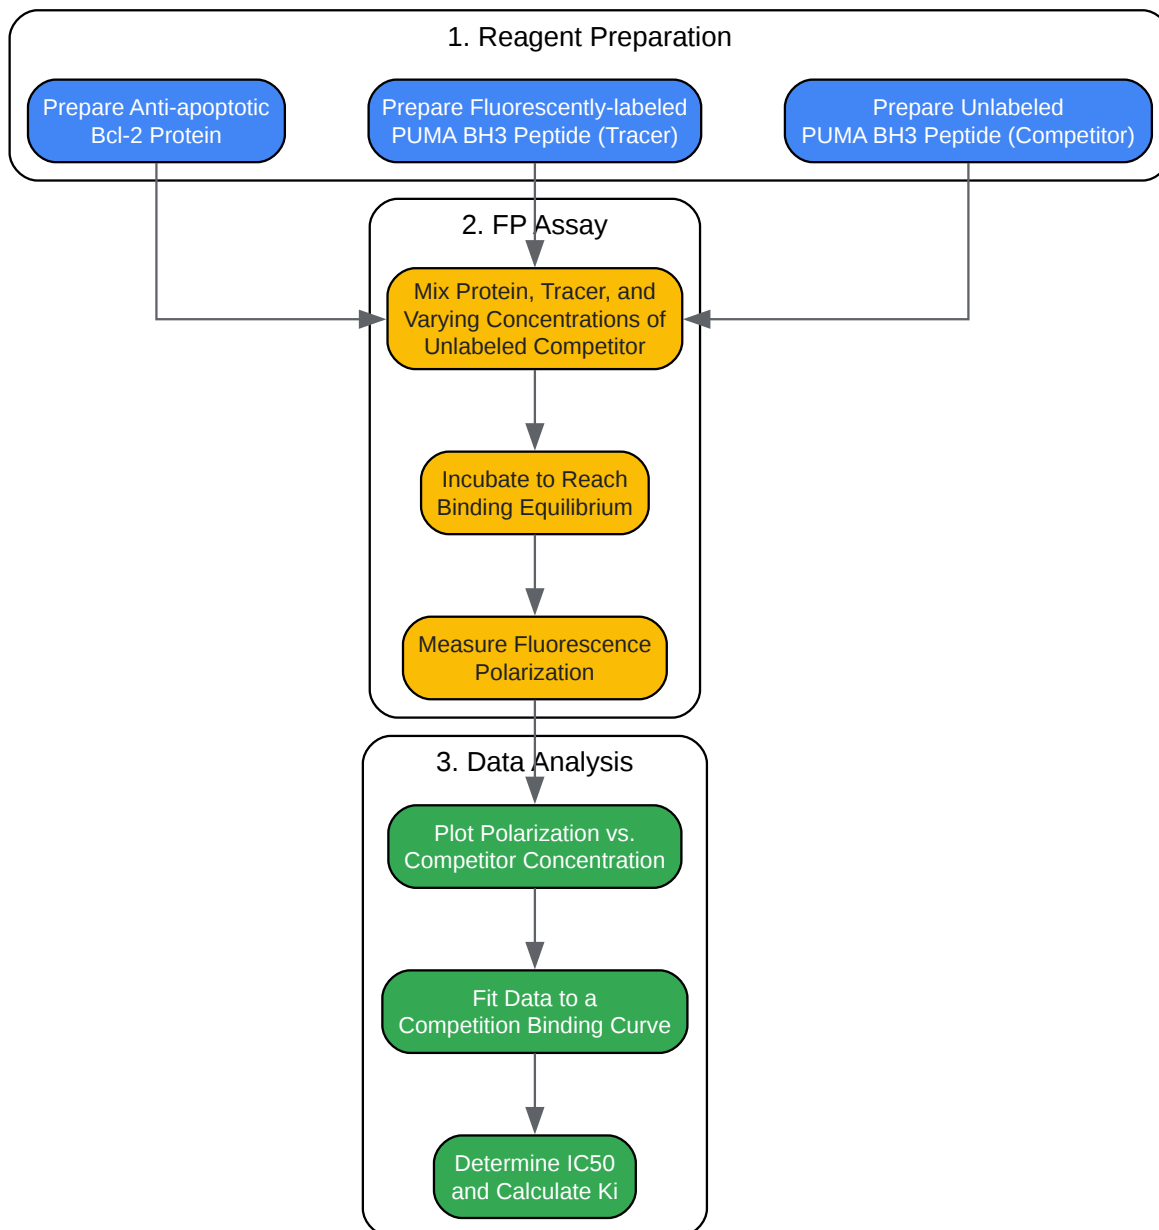 1. Reagent Preparation
Prepare Anti-apoptotic
Bcl-2 Protein
Prepare Fluorescently-labeled
PUMA BH3 Peptide (Tracer)
Prepare Unlabeled
PUMA BH3 Peptide (Competitor)
2. FP Assay
Mix Protein, Tracer, and
Varying Concentrations of
Unlabeled Competitor
Incubate to Reach
Binding Equilibrium
Measure Fluorescence
Polarization
3. Data Analysis
Plot Polarization vs.
Competitor Concentration
Fit Data to a
Competition Binding Curve
Determine IC50
and Calculate Ki